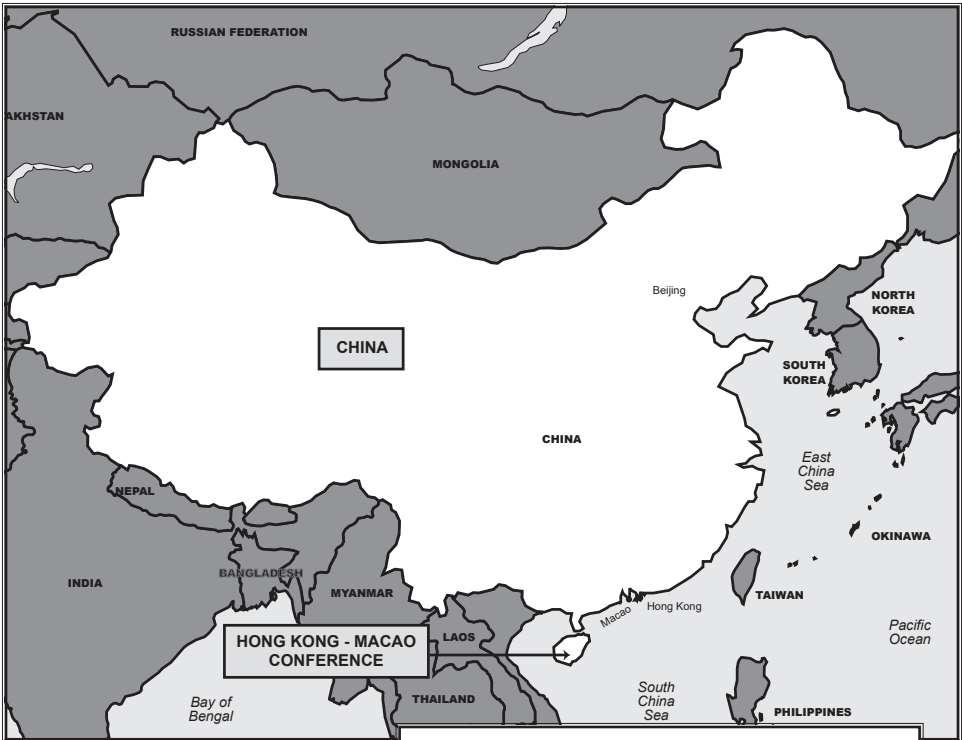 RUSSIAN FEDERATION
AKHSTAN
MONGOLIA
Beijing
NORTH
KOREA
CHINA
SOUTH
KOREA
CHINA
East
China
Sea
NEPAL
OKINAWA
BANGLADESH
INDIA
MYANMAR
TAIWAN
Macao
Hong Kong
Pacific
Ocean
HONG KONG - MACAO
CONFERENCE
LAOS
THAILAND
Bay of
Bengal
South
China
Sea
PHILIPPINES